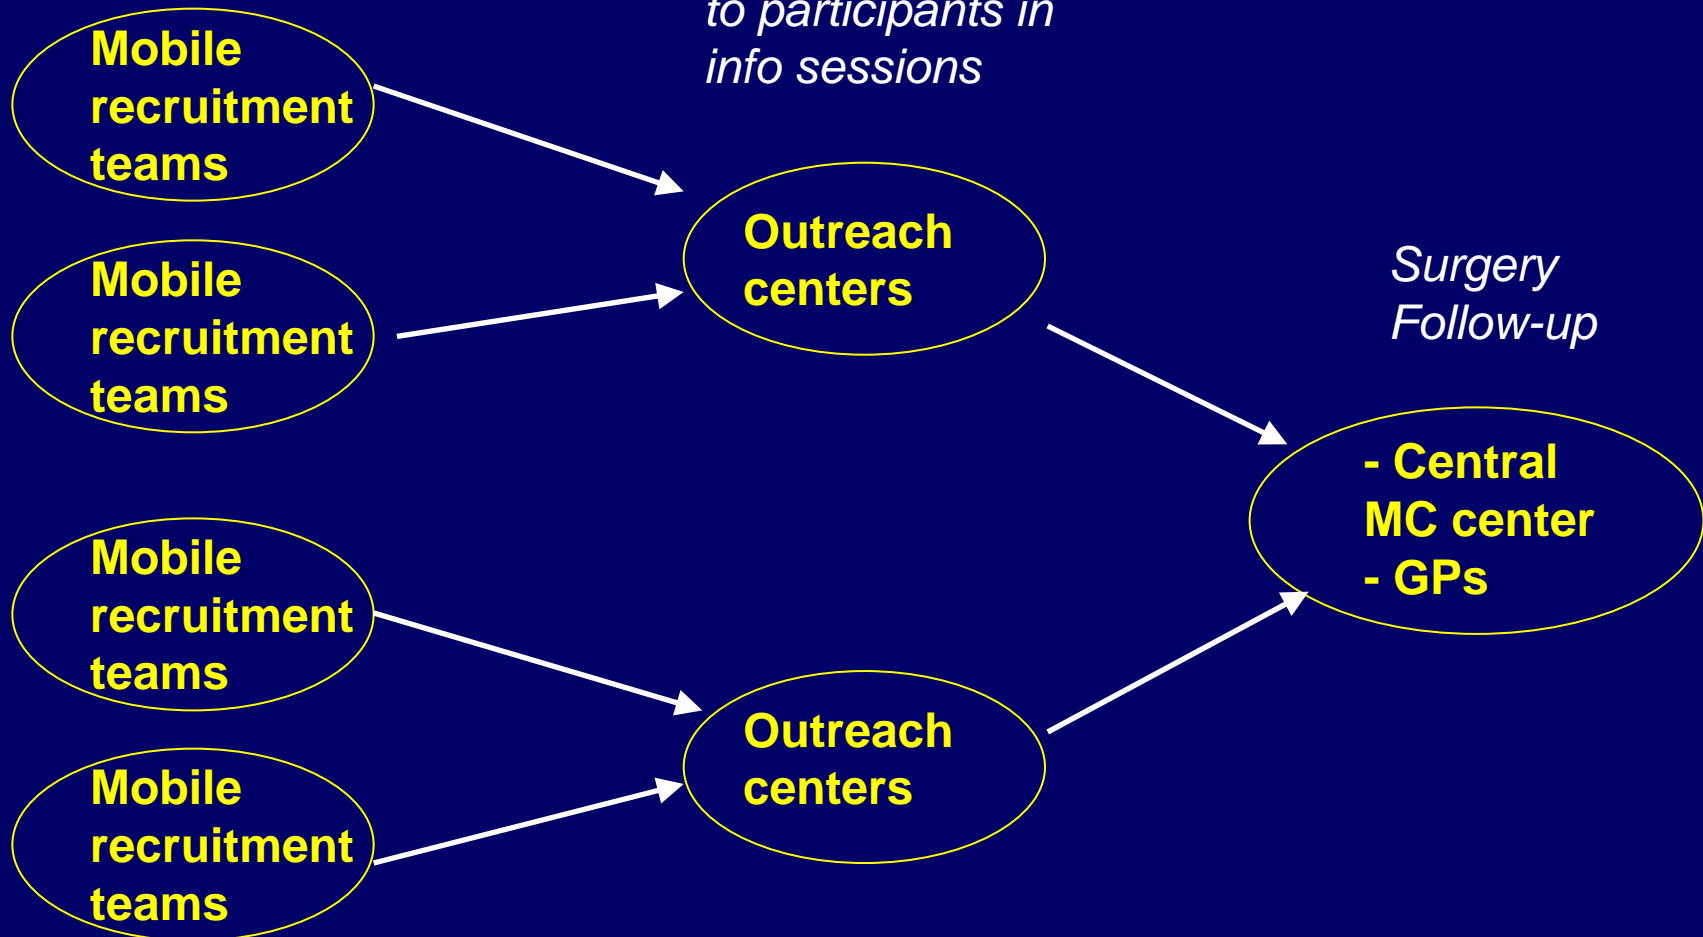 to participants in
info sessions
Mobile
recruitment
teams
Mobile
recruitment
teams
Outreach
centers
Surgery
Follow-up
- Central
MC center
- GPs
Mobile
recruitment
teams
Mobile
recruitment
teams
Outreach
centers